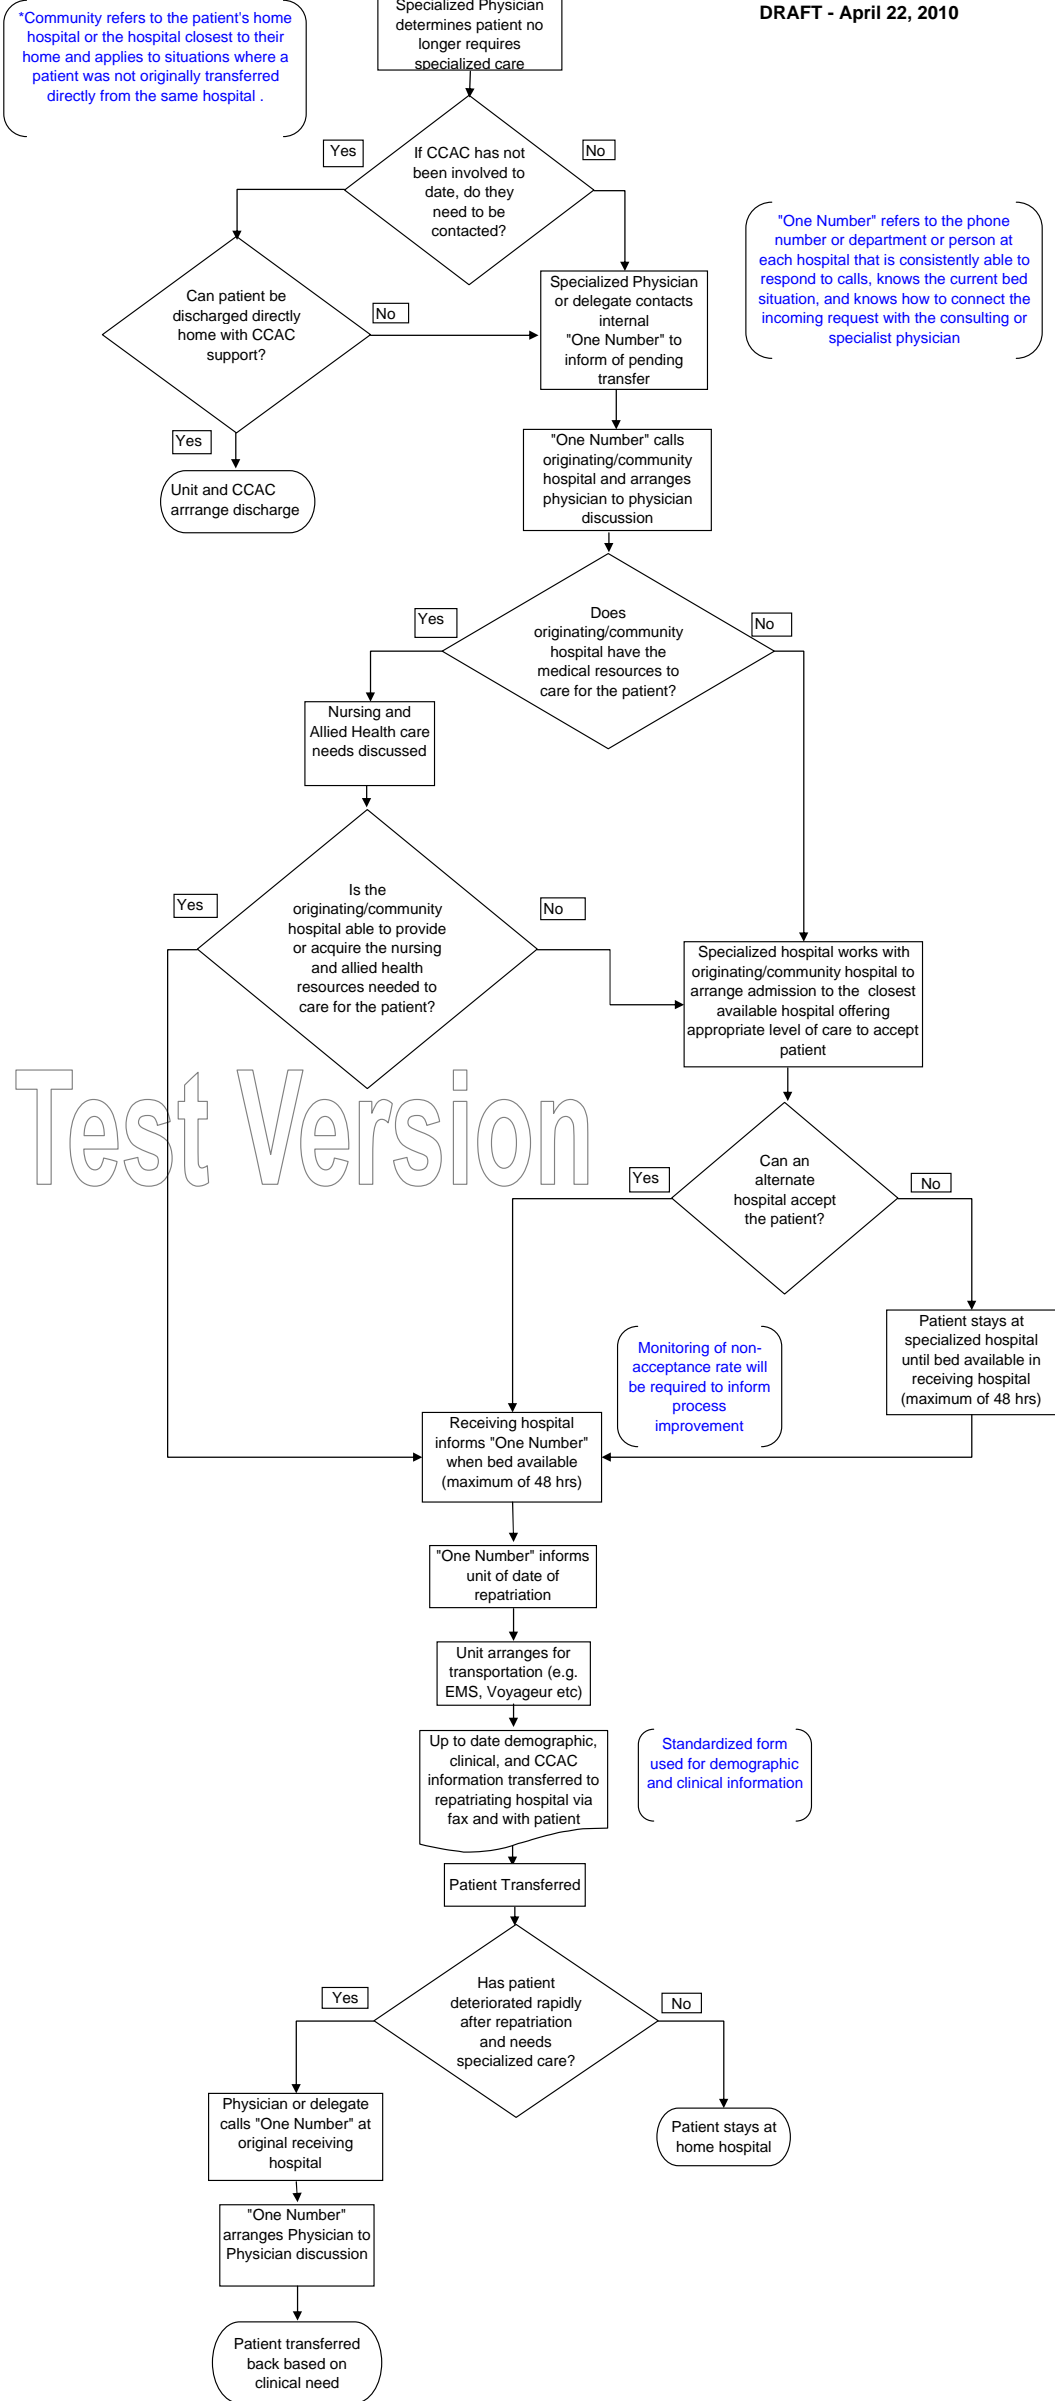 Specialized Physician
determines patient no
longer requires
specialized care
DRAFT - April 22, 2010
*Community refers to the patient's home
hospital or the hospital closest to their
home and applies to situations where a
patient was not originally transferred
directly from the same hospital .
Yes
If CCAC has not
been involved to
date, do they
need to be
contacted?
No
"One Number" refers to the phone
number or department or person at
each hospital that is consistently able to
respond to calls, knows the current bed
situation, and knows how to connect the
incoming request with the consulting or
specialist physician
Can patient be
discharged directly
home with CCAC
support?
No
Specialized Physician
or delegate contacts
internal
"One Number" to
inform of pending
transfer
Yes
Unit and CCAC
arrrange discharge
"One Number" calls
originating/community
hospital and arranges
physician to physician
discussion
Yes
Does
originating/community
hospital have the
medical resources to
care for the patient?
No
Nursing and
Allied Health care
needs discussed
Yes
Is the
originating/community
hospital able to provide
or acquire the nursing
and allied health
resources needed to
care for the patient?
No
Specialized hospital works with
originating/community hospital to
arrange admission to the  closest
available hospital offering
appropriate level of care to accept
patient
Test Version
Yes
Can an
alternate
hospital accept
the patient?
No
Patient stays at
specialized hospital
until bed available in
receiving hospital
(maximum of 48 hrs)
Monitoring of non-
acceptance rate will
be required to inform
process
improvement
Receiving hospital
informs "One Number"
when bed available
(maximum of 48 hrs)
"One Number" informs
unit of date of
repatriation
Unit arranges for
transportation (e.g.
EMS, Voyageur etc)
Up to date demographic,
clinical, and CCAC
information transferred to
repatriating hospital via
fax and with patient
Standardized form
used for demographic
and clinical information
Patient Transferred
Yes
Has patient
deteriorated rapidly
after repatriation
and needs
specialized care?
No
Physician or delegate
calls "One Number" at
original receiving
hospital
Patient stays at
home hospital
"One Number"
arranges Physician to
Physician discussion
Patient transferred
back based on
clinical need